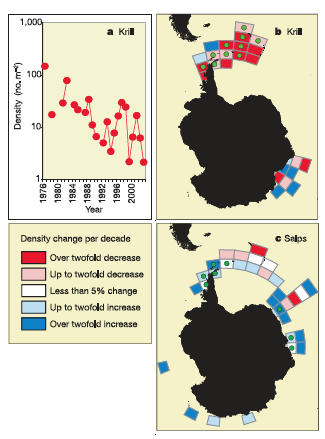 a Krill
1,000
100
10
1
Density (no. m⁻²)
1976
1980
1984
1988
1992
1996
2000
Year
b Krill
Density change per decade
Over twofold decrease
Up to twofold decrease
Less than 5% change
Up to twofold increase
Over twofold increase
c Salps